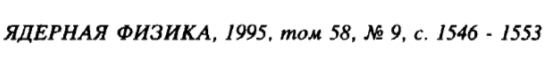 ЯДЕРНАЯ ФИЗИКА, 1995, том 58, № 9, с. 1546 - 1553